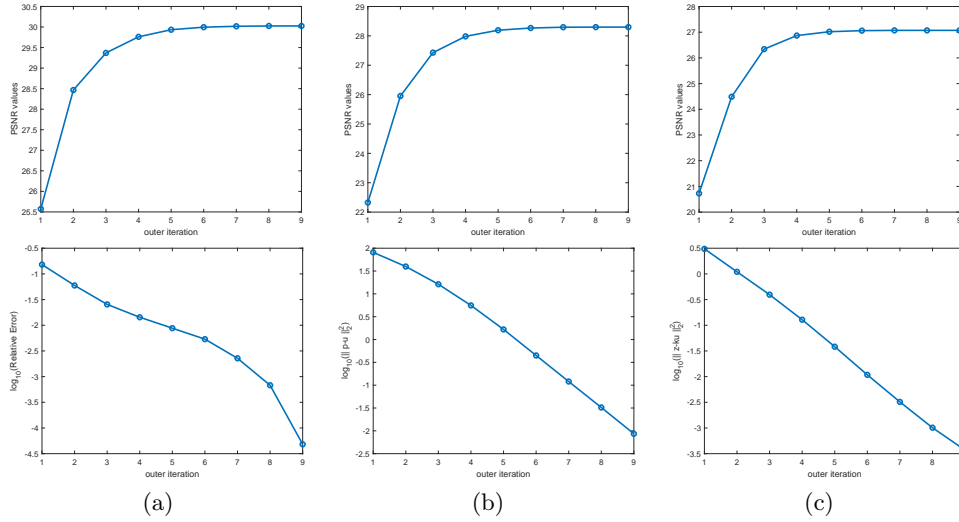 30.5
30
29.5
29
28.5
28
27.5
27
26.5
26
25.5
PSNR values
1 2 3 4 5 6 7 8 9
outer iteration
30
29
28
27
26
25
24
23
22
PSNR values
1 2 3 4 5 6 7 8 9
outer iteration
28
27
26
25
24
23
22
21
20
PSNR values
1 2 3 4 5 6 7 8 9
outer iteration
-0.5
-1
-1.5
-2
-2.5
-3
-3.5
-4
-4.5
log10(Relative Error)
1 2 3 4 5 6 7 8 9
outer iteration
(a)
2
1.5
1
0.5
0
-0.5
-1
-1.5
-2
-2.5
log10(|| p-u ||22)
1 2 3 4 5 6 7 8 9
outer iteration
(b)
0.5
0
-0.5
-1
-1.5
-2
-2.5
-3
-3.5
log10(|| z-ku ||22)
1 2 3 4 5 6 7 8
outer iteration
(c)